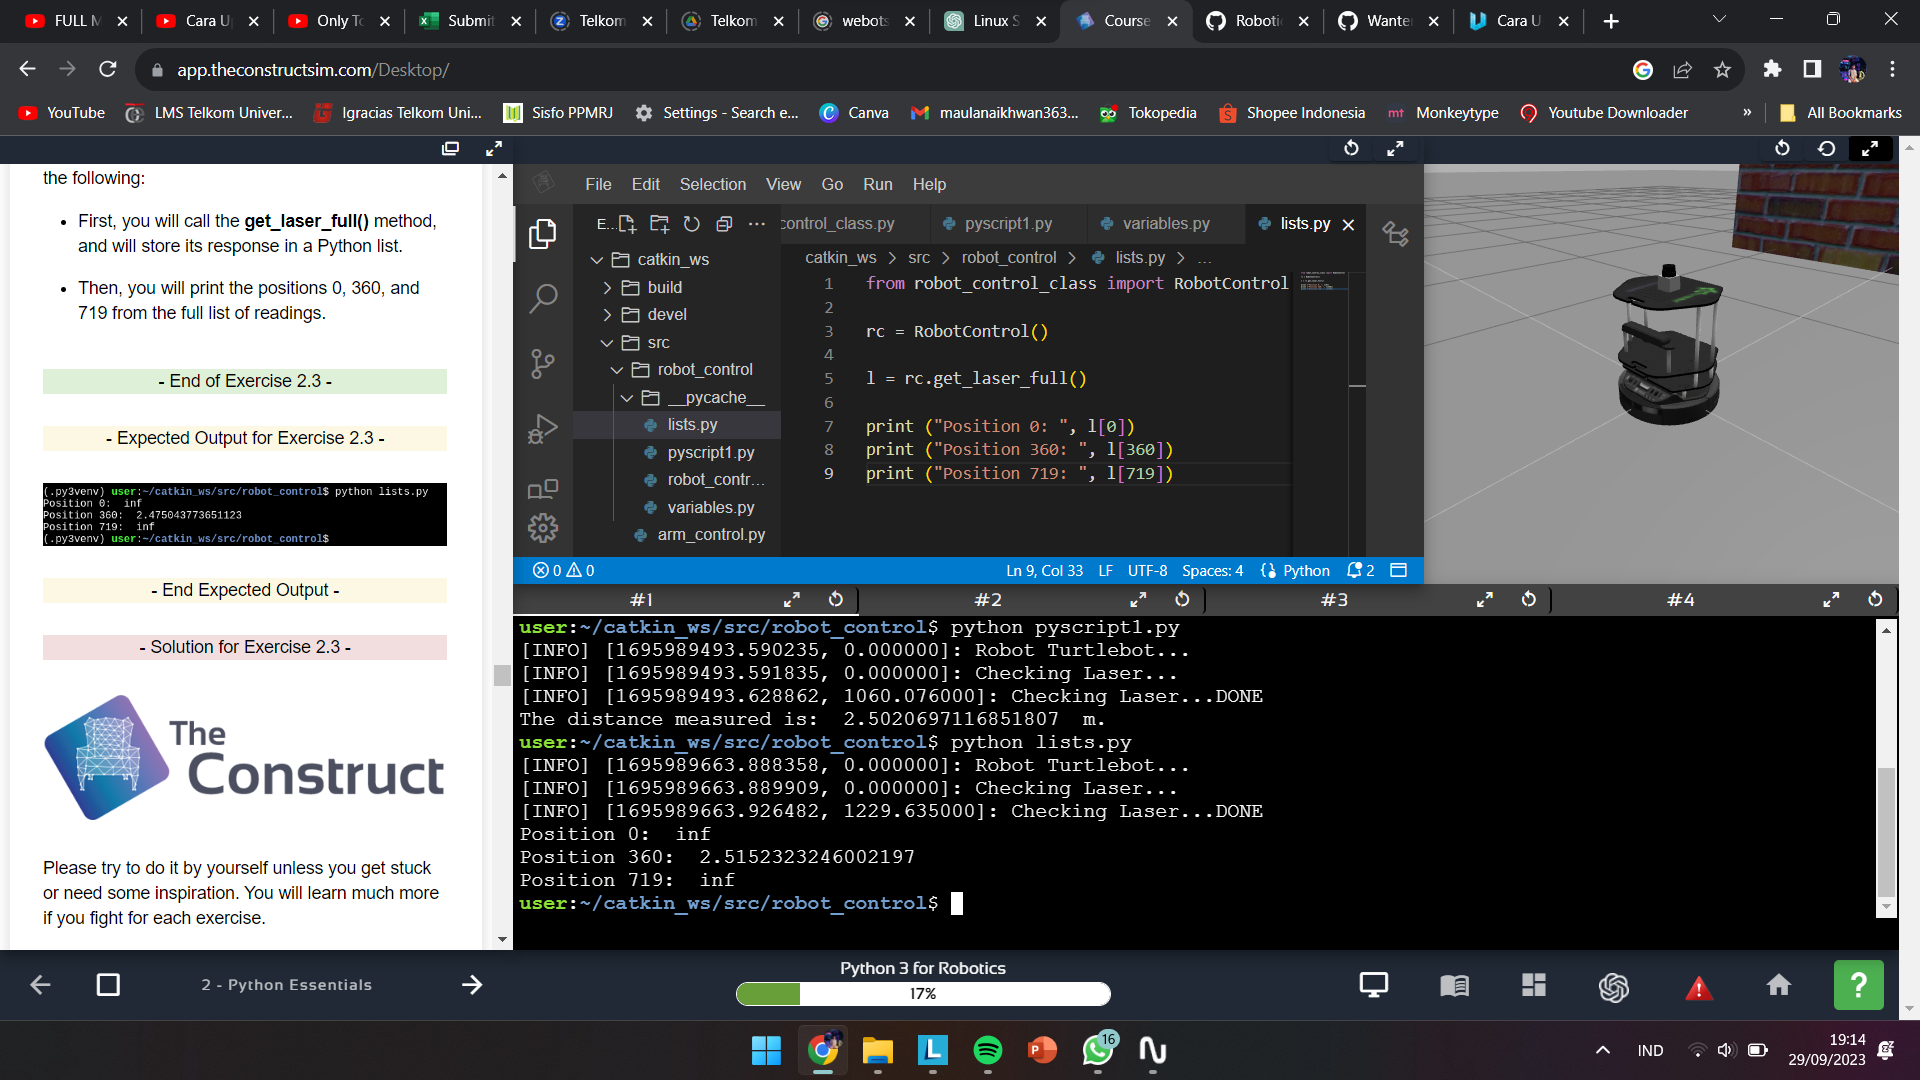 FULL M
Cara U
Only To
Submit
Telkom
Telkom
webots
Linux S
Course
Roboti
Wante
Cara U
app.theconstructsim.com/Desktop/
YouTube
LMS Telkom Univer...
Igracias Telkom Uni...
Sisfo PPMRJ
Settings - Search e...
Canva
maulanaikhwan363...
Tokopedia
Shopee Indonesia
mt Monkeytype
Youtube Downloader
»
All Bookmarks
the following:
• First, you will call the get_laser_full() method,
and will store its response in a Python list.
• Then, you will print the positions 0, 360, and
719 from the full list of readings.
- End of Exercise 2.3 -
- Expected Output for Exercise 2.3 -
(.py3venv) user:~/catkin_ws/src/robot_control$ python lists.py
Position 0:  inf
Position 360:  2.475043773651123
Position 719:  inf
(.py3venv) user:~/catkin_ws/src/robot_control$
- End Expected Output -
- Solution for Exercise 2.3 -
The
Construct
Please try to do it by yourself unless you get stuck
or need some inspiration. You will learn much more
if you fight for each exercise.
File Edit Selection View Go Run Help
E...
catkin_ws
build
devel
src
robot_control
__pycache__
lists.py
pyscript1.py
robot_contr...
variables.py
arm_control.py
control_class.py
pyscript1.py
variables.py
lists.py
catkin_ws > src > robot_control > lists.py > ...
1 from robot_control_class import RobotControl
2
3 rc = RobotControl()
4
5 l = rc.get_laser_full()
6
7 print ("Position 0: ", l[0])
8 print ("Position 360: ", l[360])
9 print ("Position 719: ", l[719])
0 0 Ln 9, Col 33 LF UTF-8 Spaces: 4 Python 2
#1 #2 #3 #4
user:~/catkin_ws/src/robot_control$ python pyscript1.py
[INFO] [1695989493.590235, 0.000000]: Robot Turtlebot...
[INFO] [1695989493.591835, 0.000000]: Checking Laser...
[INFO] [1695989493.628862, 1060.076000]: Checking Laser...DONE
The distance measured is:  2.5020697116851807  m.
user:~/catkin_ws/src/robot_control$ python lists.py
[INFO] [1695989663.888358, 0.000000]: Robot Turtlebot...
[INFO] [1695989663.889909, 0.000000]: Checking Laser...
[INFO] [1695989663.926482, 1229.635000]: Checking Laser...DONE
Position 0:  inf
Position 360:  2.5152323246002197
Position 719:  inf
user:~/catkin_ws/src/robot_control$
2 - Python Essentials
Python 3 for Robotics
17%
?
16
IND
19:14
29/09/2023